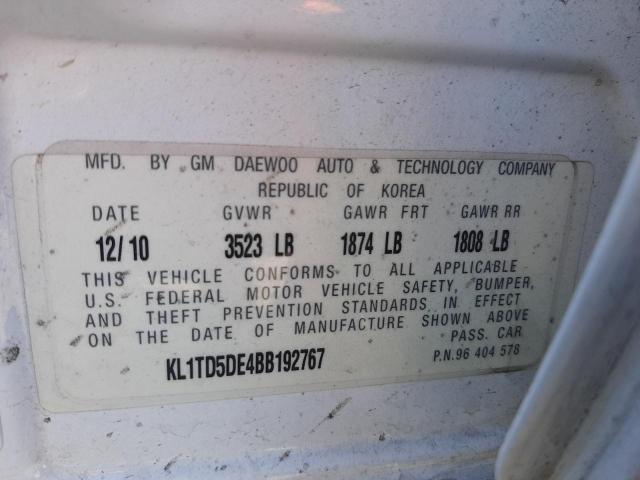 MFD. BY GM DAEWOO AUTO & TECHNOLOGY COMPANY
REPUBLIC OF KOREA
DATE GVWR GAWR FRT GAWR RR
12/10 3523 LB 1874 LB 1808 LB
THIS VEHICLE CONFORMS TO ALL APPLICABLE
U.S. FEDERAL MOTOR VEHICLE SAFETY, BUMPER,
AND THEFT PREVENTION STANDARDS IN EFFECT
ON THE DATE OF MANUFACTURE SHOWN ABOVE
PASS. CAR
KL1TD5DE4BB192767
P.N. 96 404 578